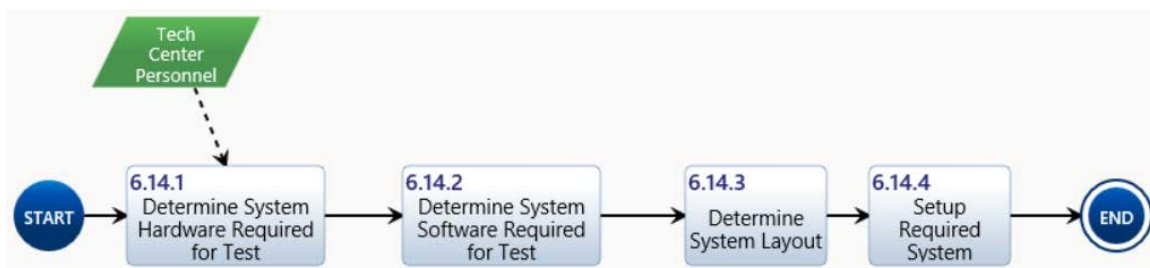 Tech
Center
Personnel
START
6.14.1
Determine System
Hardware Required
for Test
6.14.2
Determine System
Software Required
for Test
6.14.3
Determine
System Layout
6.14.4
Setup
Required
System
END